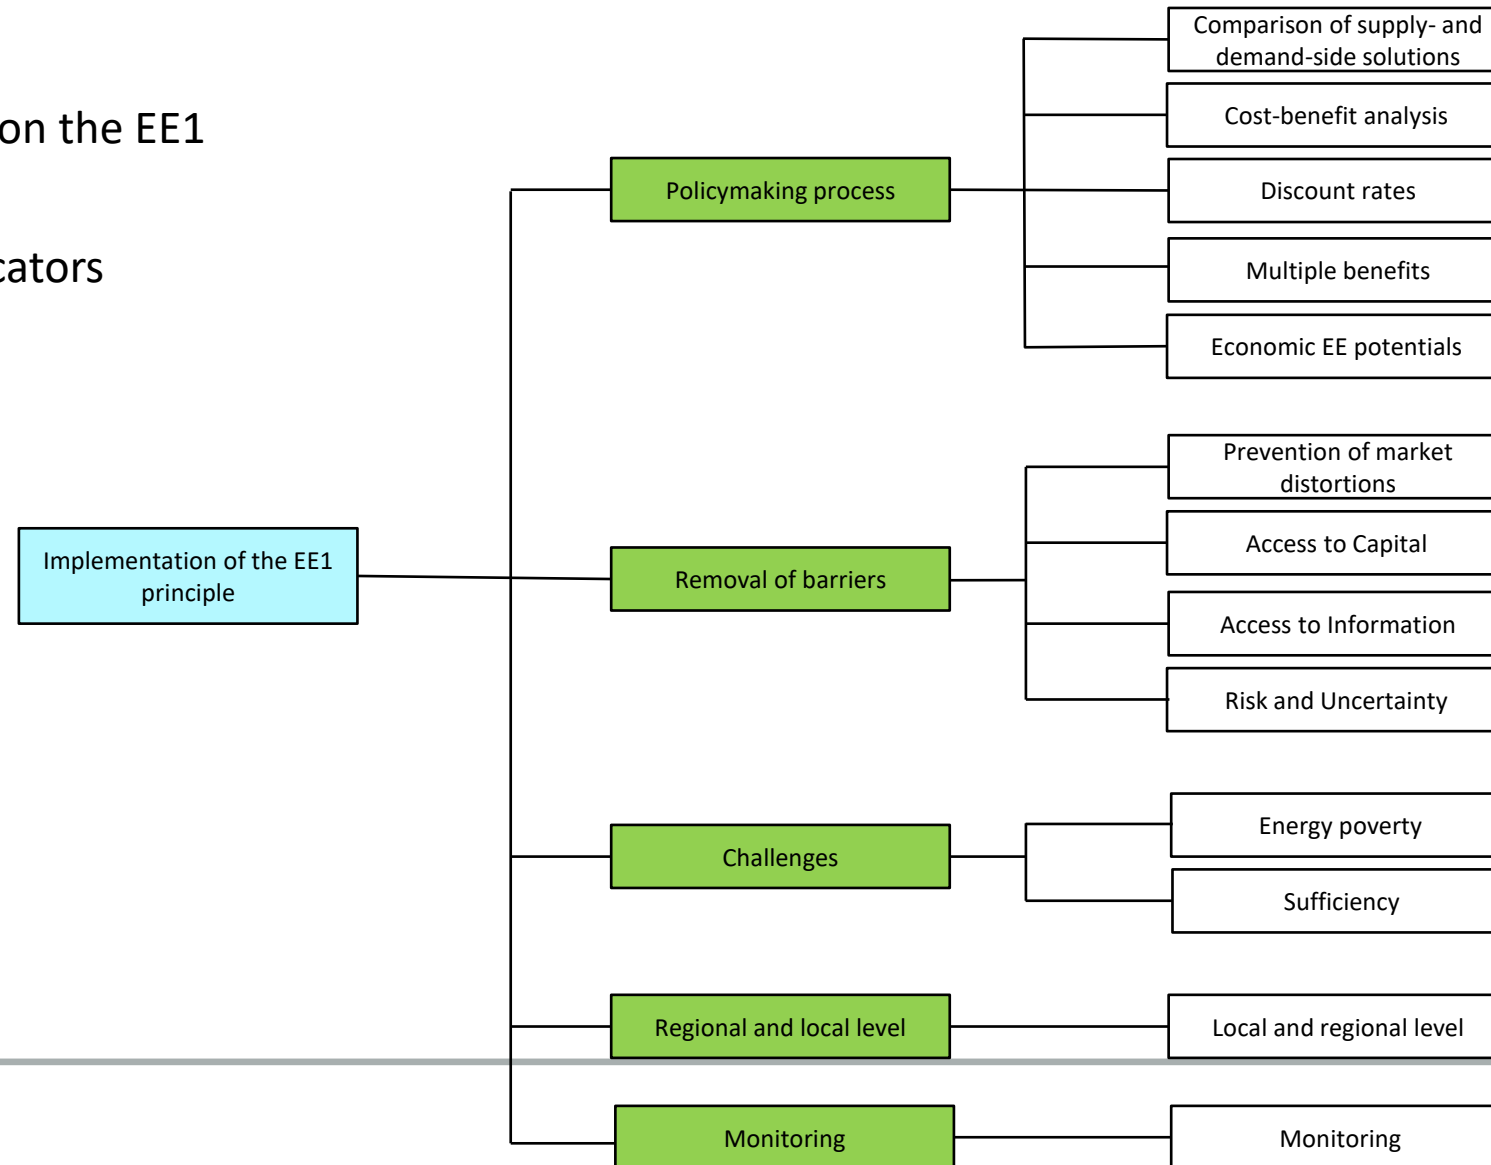 on the EE1
cators
Implementation of the EE1
principle
Policymaking process
Comparison of supply- and
demand-side solutions
Cost-benefit analysis
Discount rates
Multiple benefits
Economic EE potentials
Removal of barriers
Prevention of market
distortions
Access to Capital
Access to Information
Risk and Uncertainty
Challenges
Energy poverty
Sufficiency
Regional and local level
Local and regional level
Monitoring
Monitoring